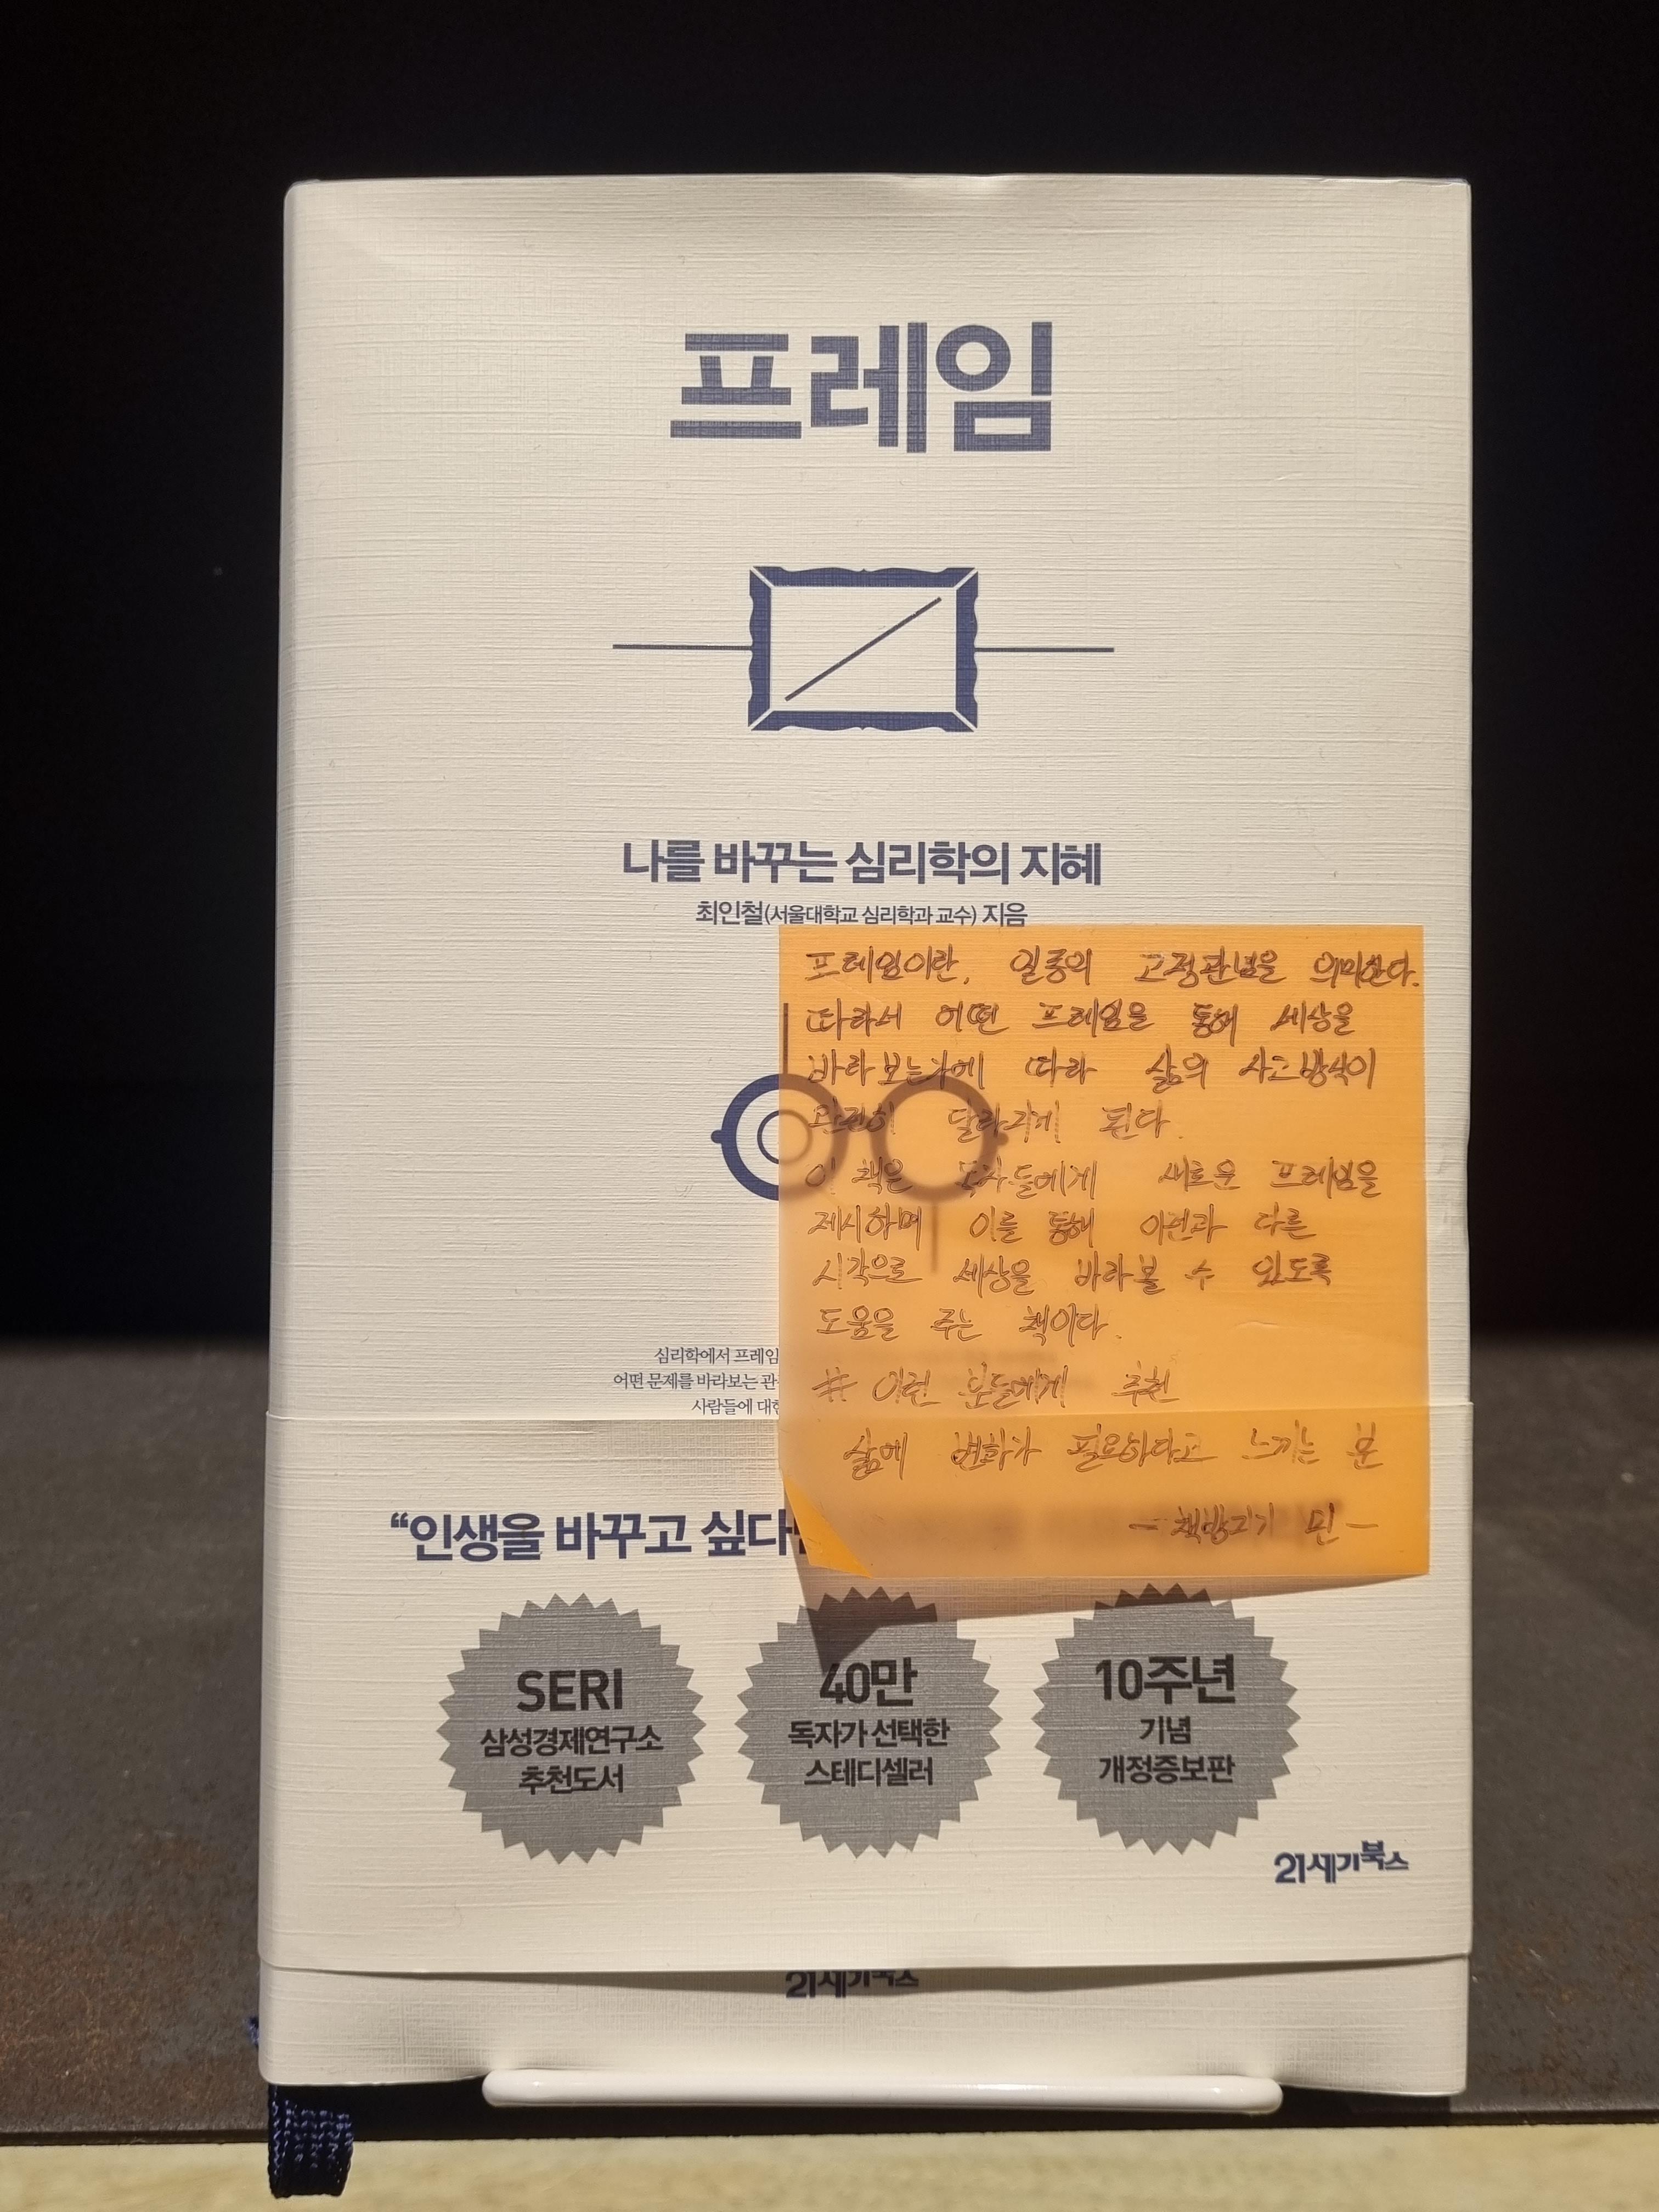 프레임
나를 바꾸는 심리학의 지혜
최인철(서울대학교 심리학과 교수) 지음
프레임이란, 일종의 고정관념을 의미한다.
따라서 어떤 프레임을 통해 세상을
바라보는가에 따라 삶의 사고방식이
완전히 달라지게 된다.
이 책은 독자들에게 새로운 프레임을
제시하며 이를 통해 이전과 다른
시각으로 세상을 바라볼 수 있도록
도움을 주는 책이다.
# 이런 분들에게 추천
삶에 변화가 필요하다고 느끼는 분
- 책방지기 민 -
심리학에서 프레임
어떤 문제를 바라보는 관
사람들에 대한
“인생을 바꾸고 싶다
SERI
삼성경제연구소
추천도서
40만
독자가 선택한
스테디셀러
10주년
기념
개정증보판
21세기북스
21세기북스